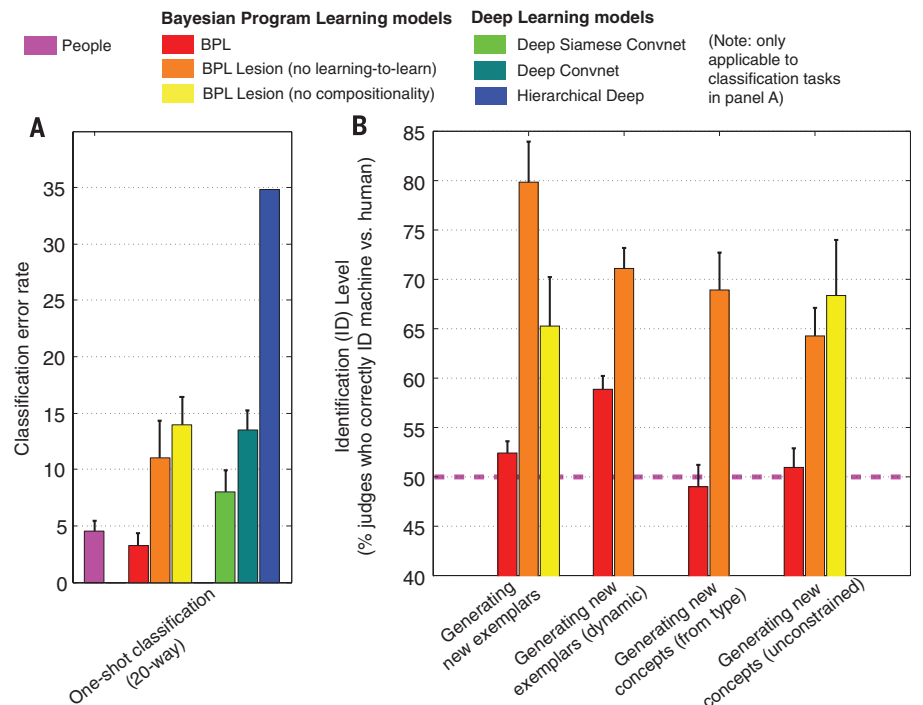 Bayesian Program Learning models
Deep Learning models
People
BPL
BPL Lesion (no learning-to-learn)
BPL Lesion (no compositionality)
Deep Siamese Convnet
Deep Convnet
Hierarchical Deep
(Note: only
applicable to
classification tasks
in panel A)
A
Classification error rate
35
30
25
20
15
10
5
0
One-shot classification
(20-way)
B
Identification (ID) Level
(% judges who correctly ID machine vs. human)
85
80
75
70
65
60
55
50
45
40
Generating
new exemplars
Generating new
exemplars (dynamic)
Generating new
concepts (from type)
Generating new
concepts (unconstrained)